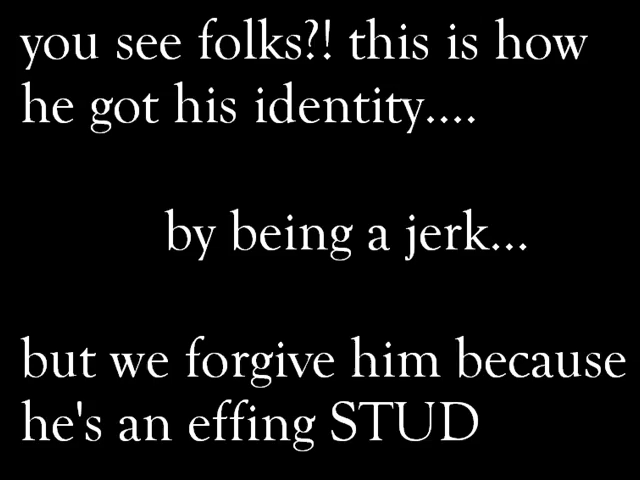 you see folks?! this is how
he got his identity....
by being a jerk...
but we forgive him because
he's an effing STUD